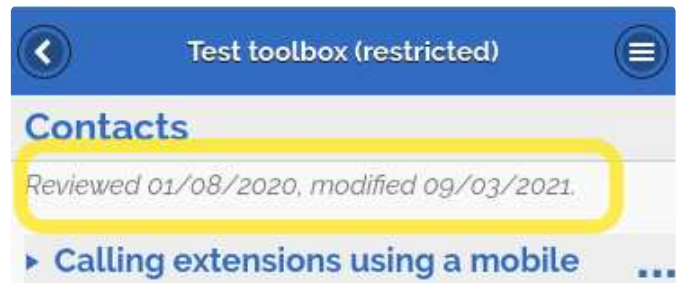 Test toolbox (restricted)
Contacts
Reviewed 01/08/2020, modified 09/03/2021.
Calling extensions using a mobile ...